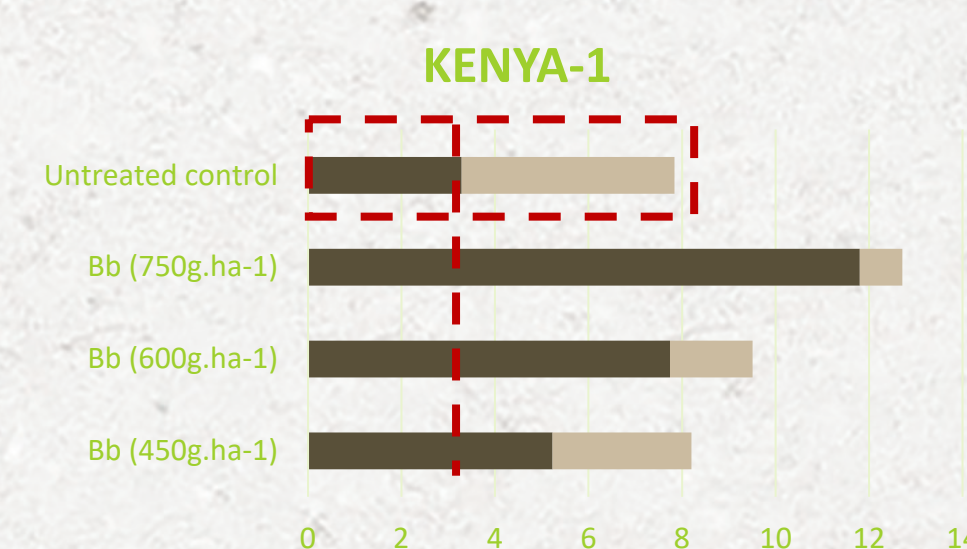 KENYA-1
Untreated control
Bb (750g.ha-1)
Bb (600g.ha-1)
Bb (450g.ha-1)
0 2 4 6 8 10 12 14